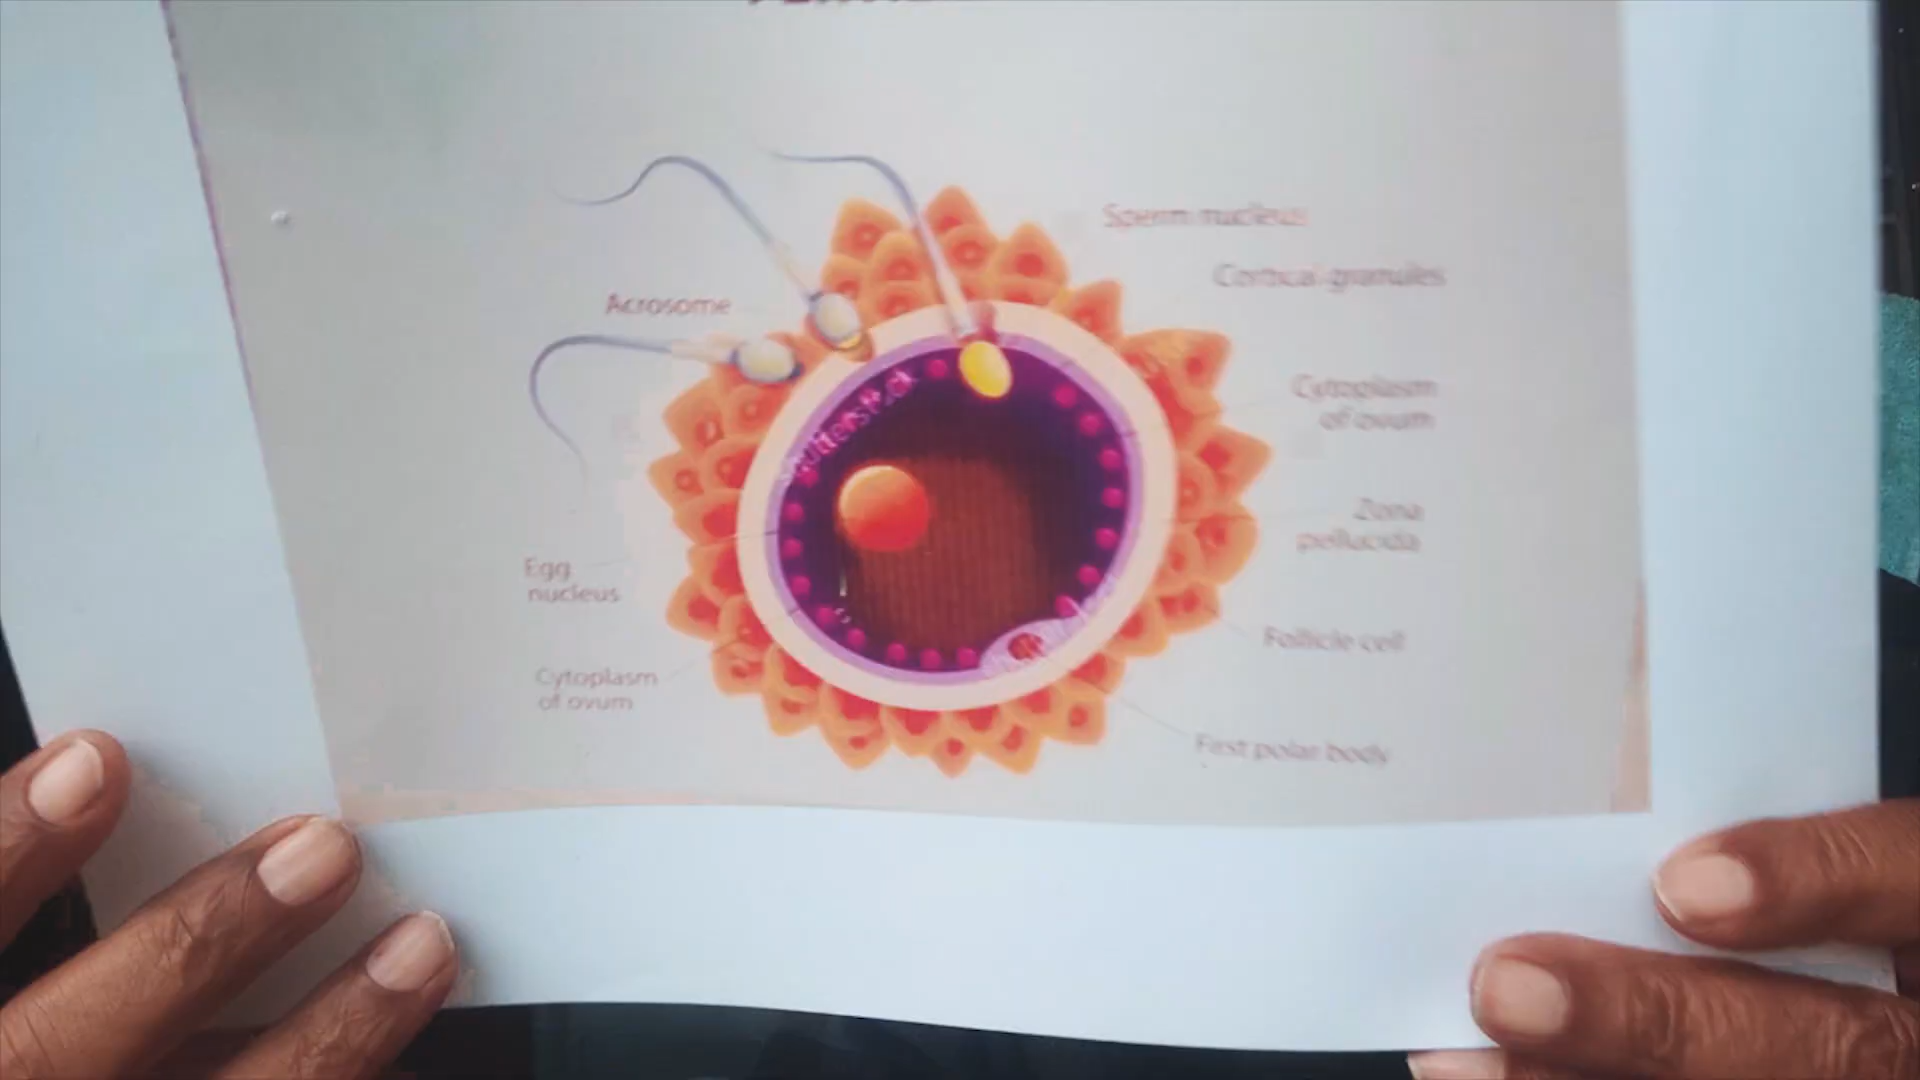 Sperm nucleus
Cortical granules
Acrosome
Cytoplasm
of ovum
shutterstock
Zona
pellucida
Egg
nucleus
Follicle cell
Cytoplasm
of ovum
First polar body